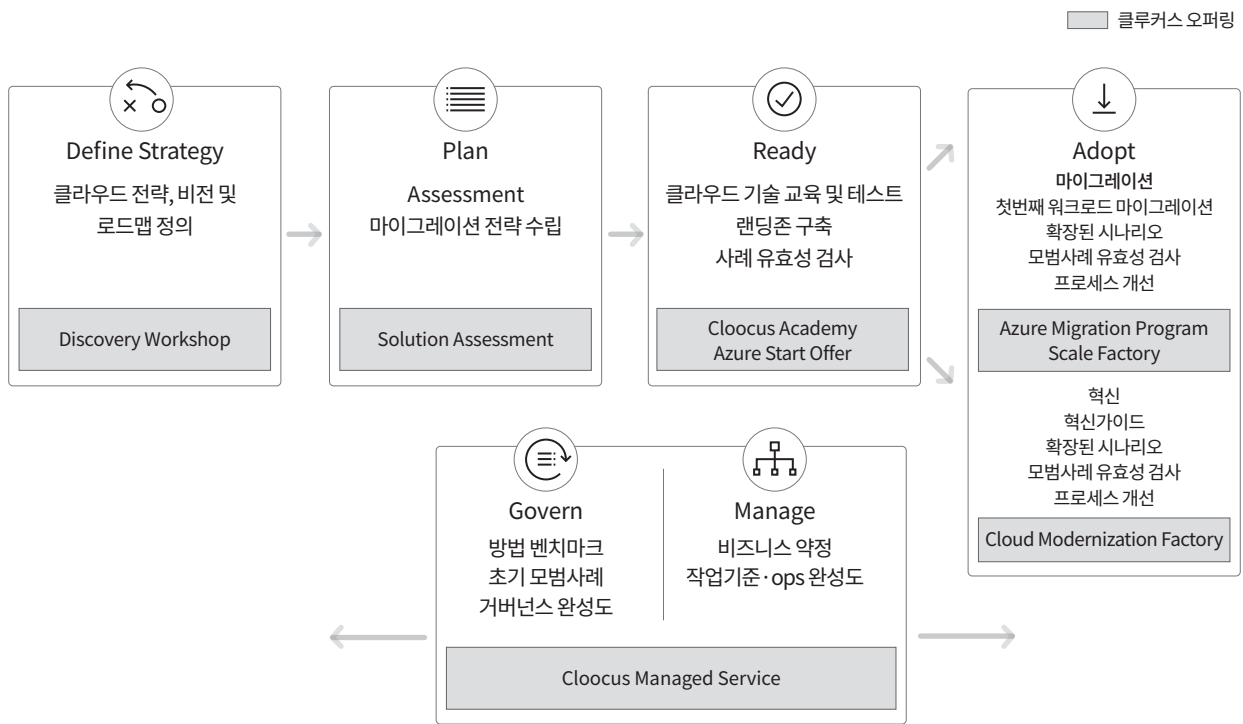 클루커스 오퍼링
Define Strategy
클라우드 전략, 비전 및
로드맵 정의
Discovery Workshop
Plan
Assessment
마이그레이션 전략 수립
Solution Assessment
Ready
클라우드 기술 교육 및 테스트
랜딩존 구축
사례 유효성 검사
Cloocus Academy
Azure Start Offer
Adopt
마이그레이션
첫번째 워크로드 마이그레이션
확장된 시나리오
모범사례 유효성 검사
프로세스 개선
Azure Migration Program
Scale Factory
혁신
혁신가이드
확장된 시나리오
모범사례 유효성 검사
프로세스 개선
Cloud Modernization Factory
Govern
방법 벤치마크
초기 모범사례
거버넌스 완성도
Manage
비즈니스 약정
작업기준·ops 완성도
Cloocus Managed Service